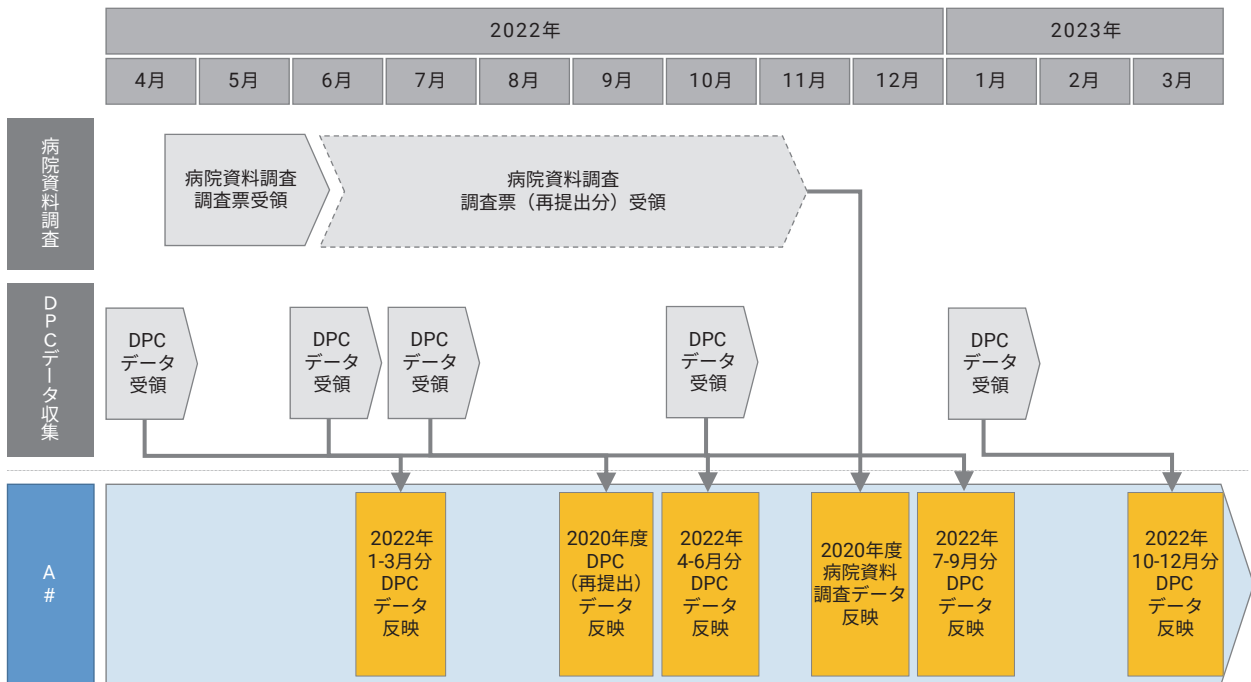 2022年
2023年
4月
5月
6月
7月
8月
9月
10月
11月
12月
1月
2月
3月
病院資料調査
病院資料調査
調査票受領
病院資料調査
調査票（再提出分）受領
DPCデータ収集
DPC
データ
受領
DPC
データ
受領
DPC
データ
受領
DPC
データ
受領
DPC
データ
受領
A#
2022年
1-3月分
DPC
データ
反映
2020年度
DPC
（再提出）
データ
反映
2022年
4-6月分
DPC
データ
反映
2020年度
病院資料
調査データ
反映
2022年
7-9月分
DPC
データ
反映
2022年
10-12月分
DPC
データ
反映